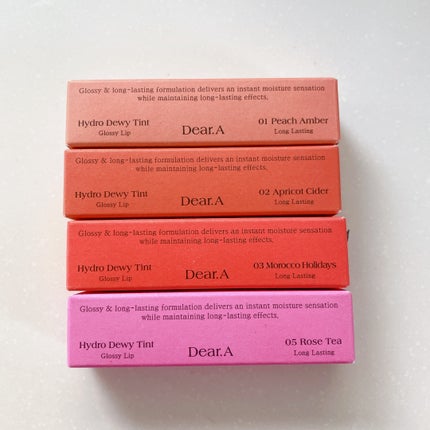 Glossy & long-lasting formulation delivers an instant moisture sensation
while maintaining long-lasting effects.
Hydro Dewy Tint
Glossy Lip
Dear.A
01 Peach Amber
Long Lasting
Glossy & long-lasting formulation delivers an instant moisture sensation
while maintaining long-lasting effects.
Hydro Dewy Tint
Glossy Lip
Dear.A
02 Apricot Cider
Long Lasting
Glossy & long-lasting formulation delivers an instant moisture sensation
while maintaining long-lasting effects.
Hydro Dewy Tint
Glossy Lip
Dear.A
03 Morocco Holidays
Long Lasting
Glossy & long-lasting formulation delivers an instant moisture sensation
while maintaining long-lasting effects.
Hydro Dewy Tint
Glossy Lip
Dear.A
05 Rose Tea
Long Lasting